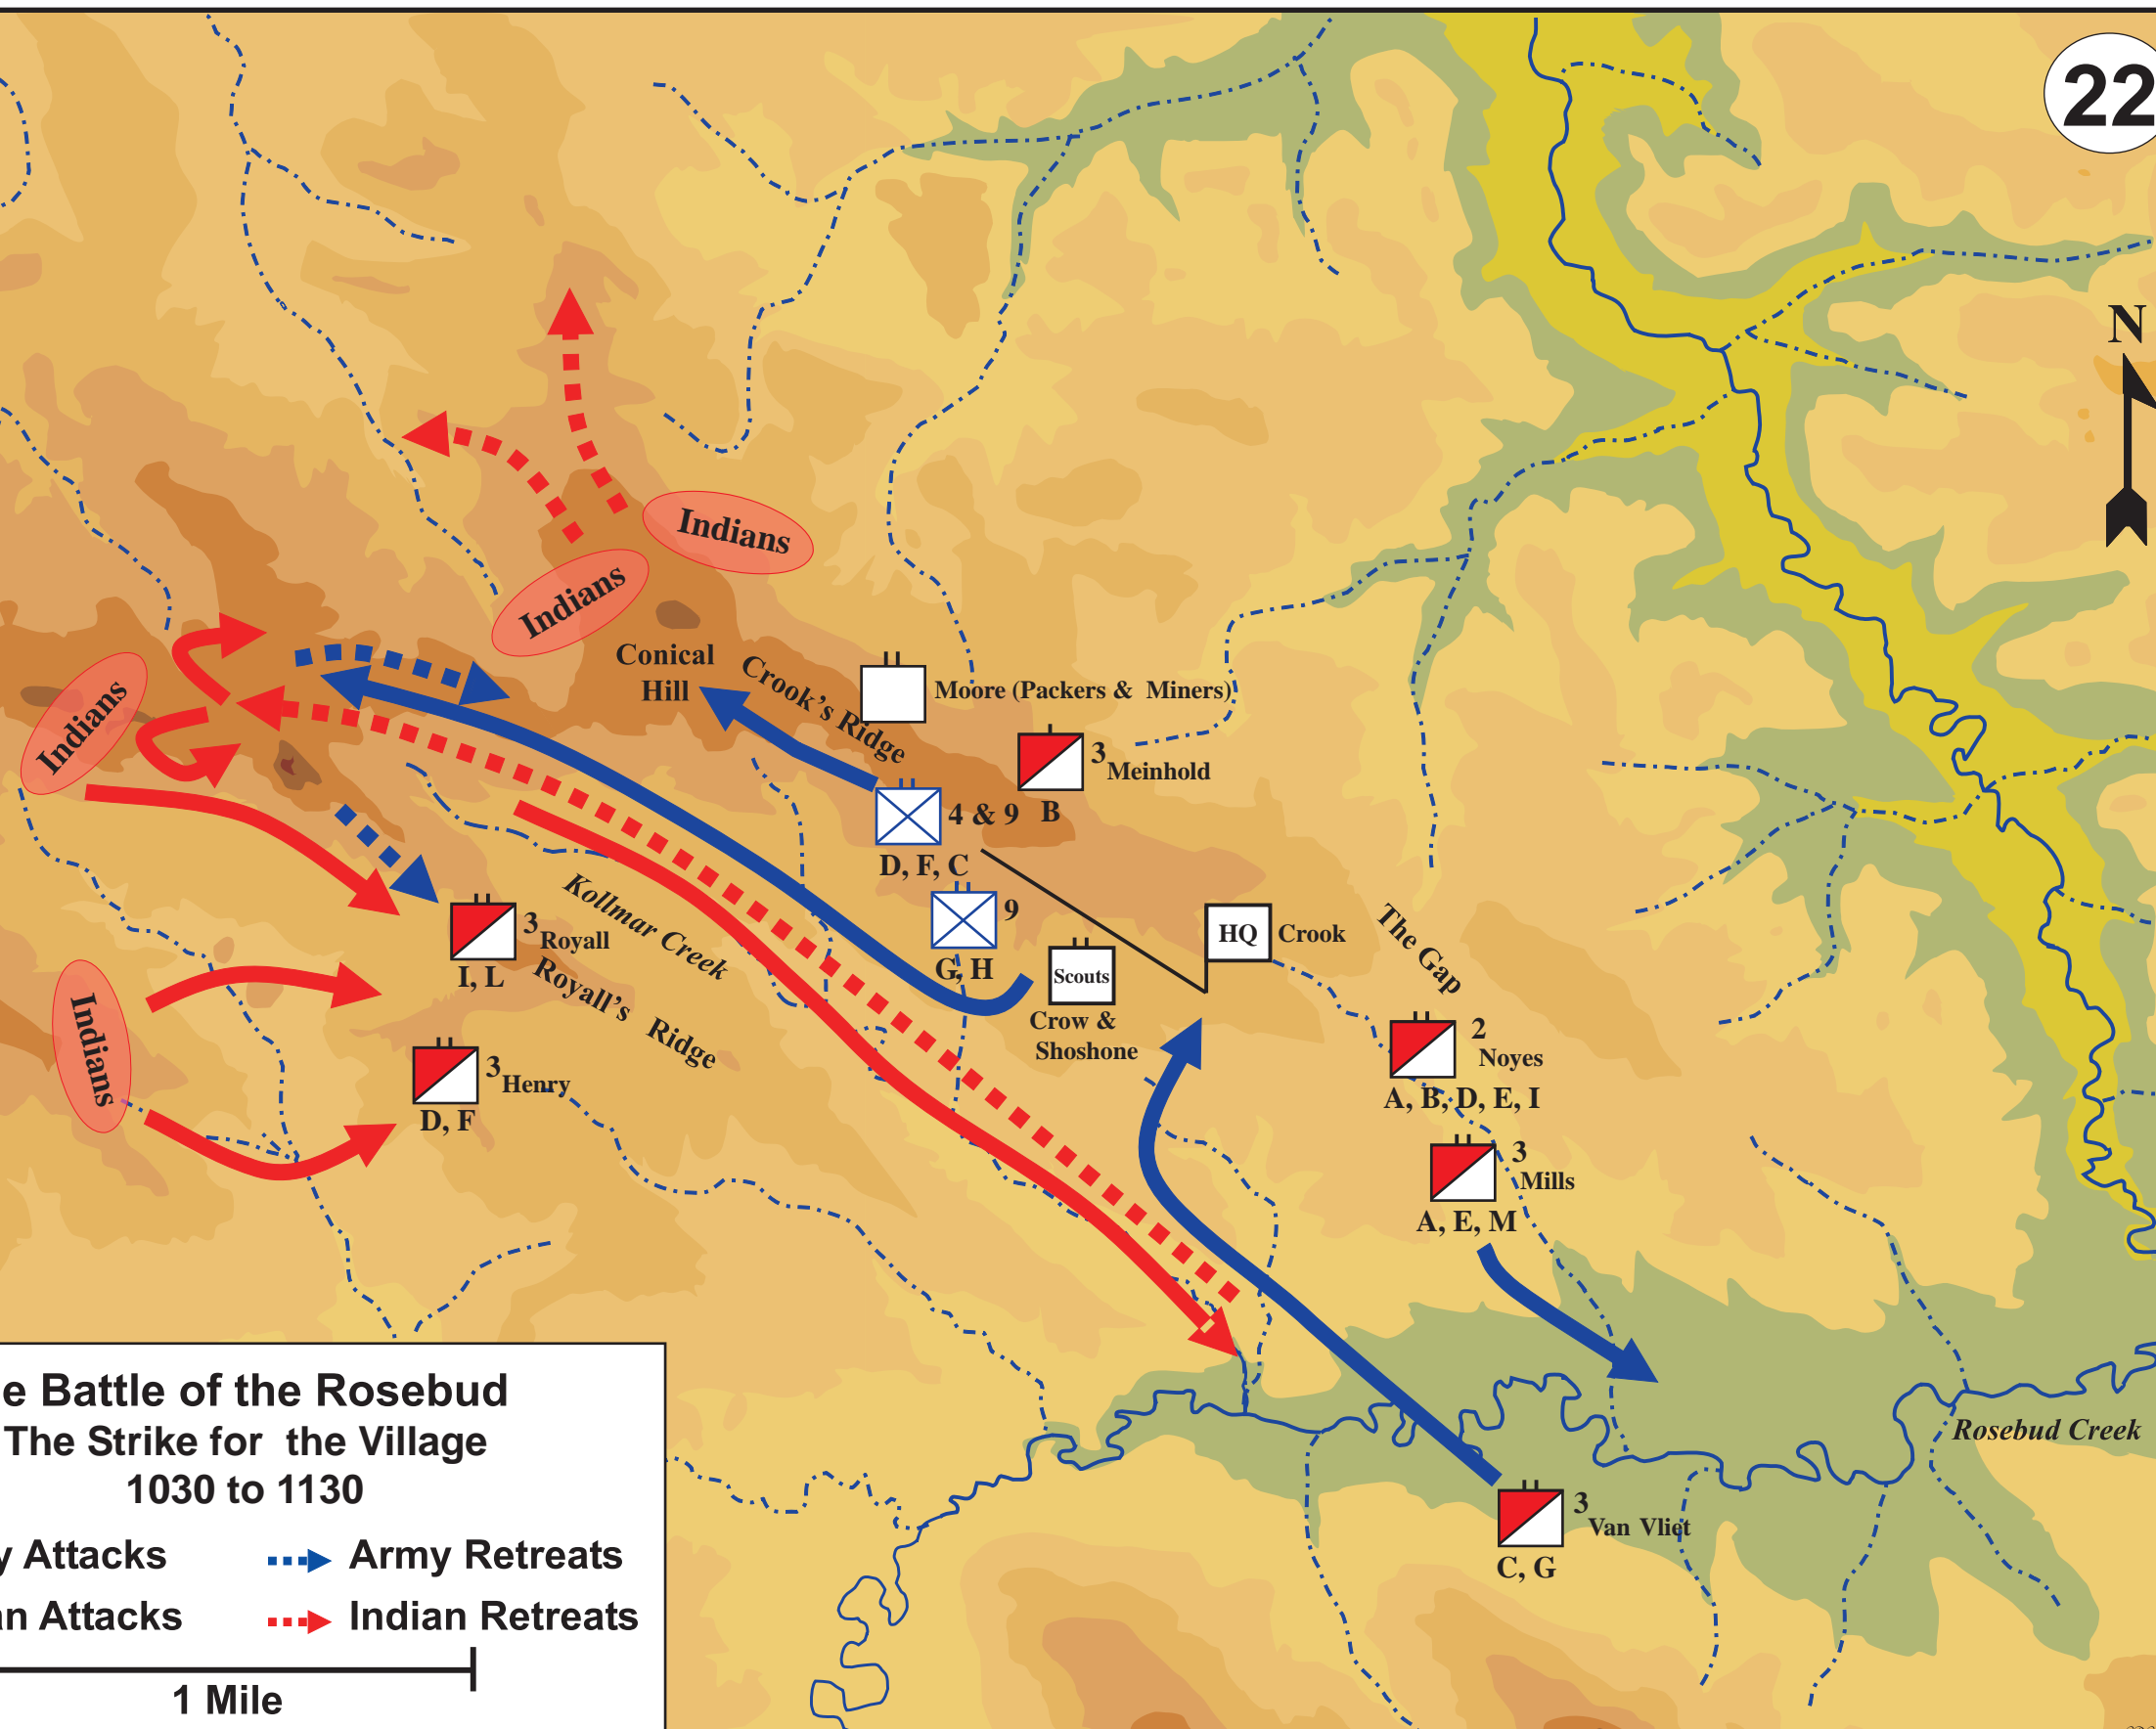 22
N
Indians
Indians
Conical
Hill
Crook's Ridge
Moore (Packers & Miners)
Indians
3
Meinhold
B
4 & 9
D, F, C
Kollmar Creek
9
G, H
HQ
Crook
The Gap
3
Royall
I, L
Royall's Ridge
Scouts
Crow &
Shoshone
Indians
3
Henry
D, F
2
Noyes
A, B, D, E, I
3
Mills
A, E, M
Rosebud Creek
3
Van Vliet
C, G
e Battle of the Rosebud
The Strike for the Village
1030 to 1130
y Attacks
Army Retreats
an Attacks
Indian Retreats
1 Mile